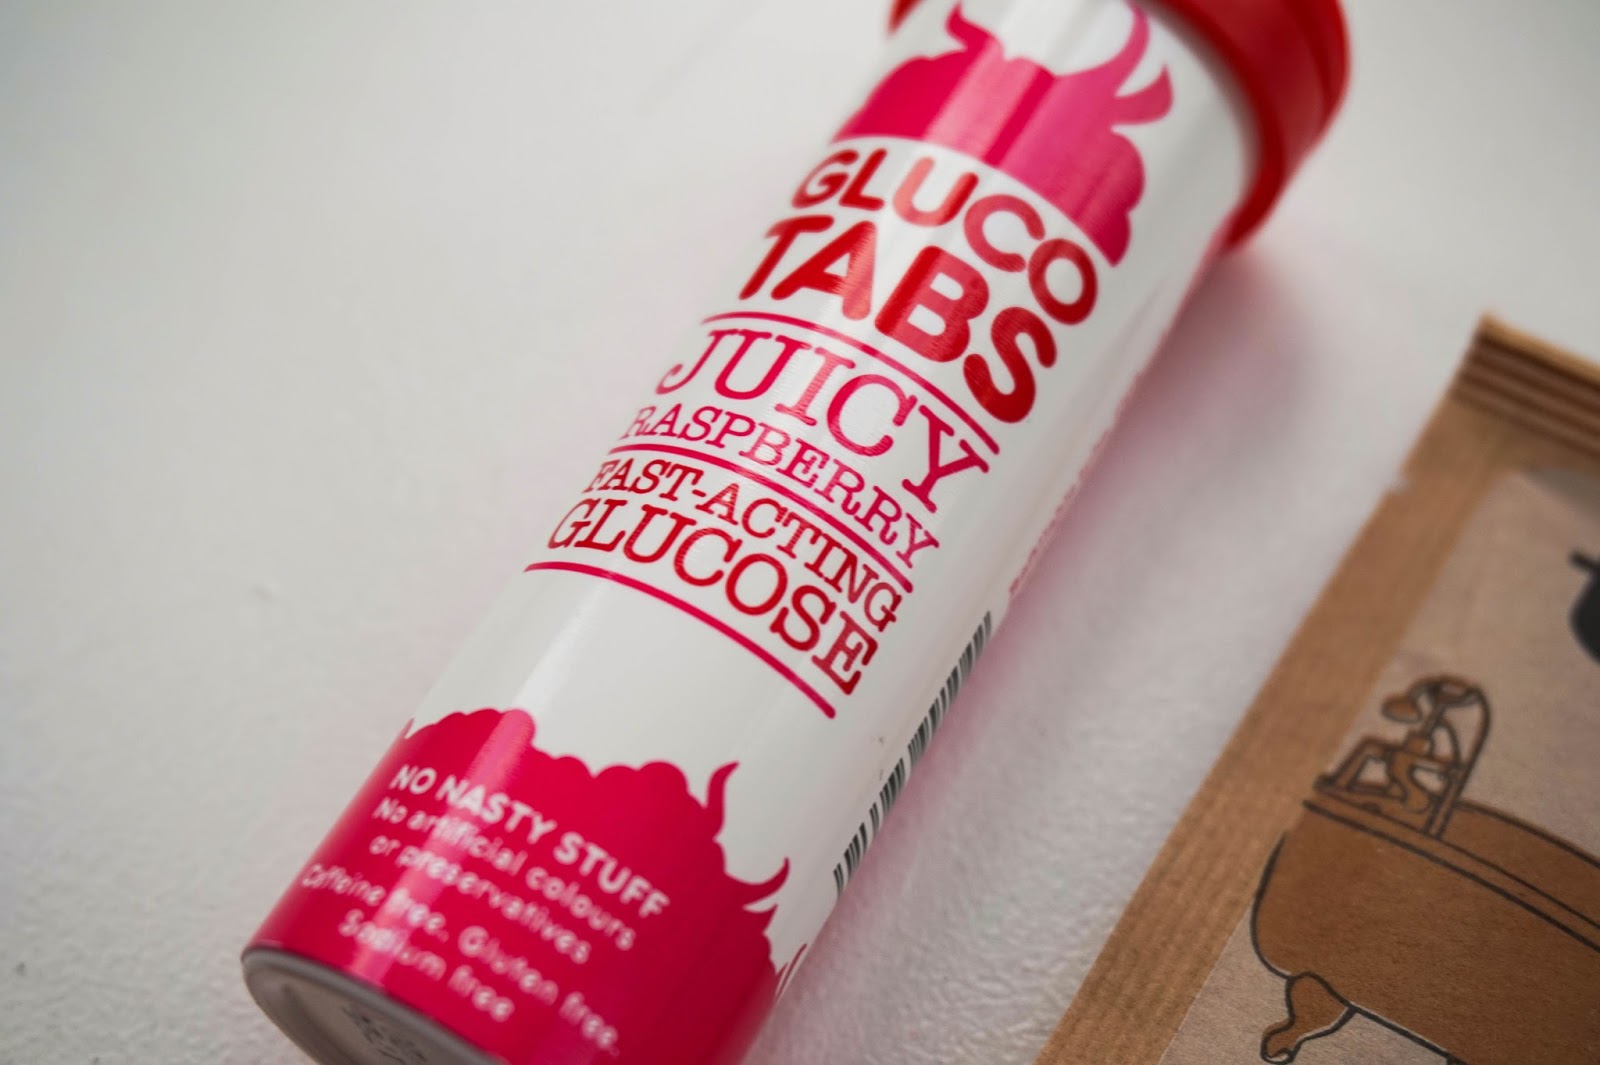 GLUCO
TABS
JUICY
RASPBERRY
FAST-ACTING
GLUCOSE
NO NASTY STUFF
No artificial colours
or preservatives
Caffeine free. Gluten free.
Sodium free